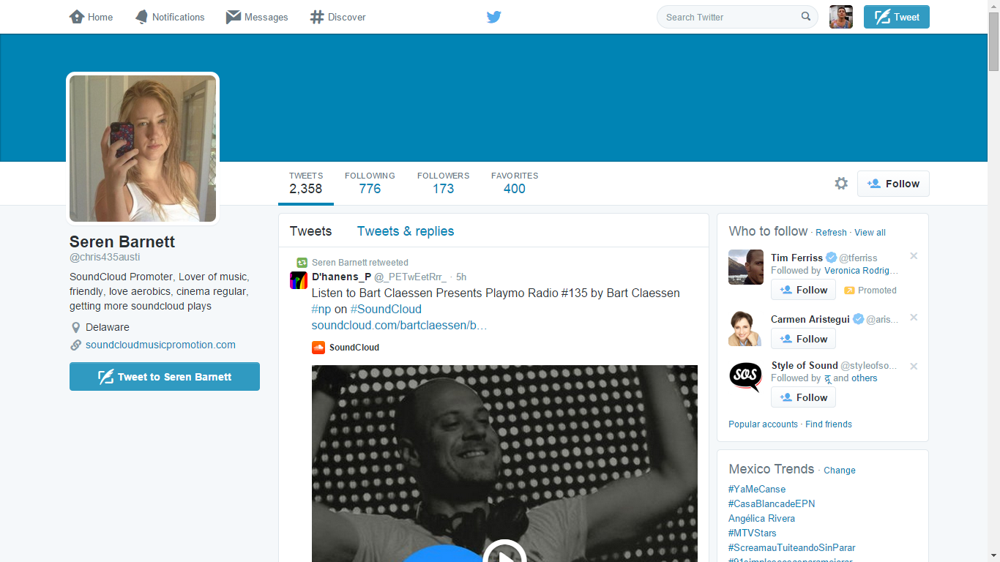 Home
Notifications
Messages
Discover
Search Twitter
Tweet
TWEETS
2,358
FOLLOWING
776
FOLLOWERS
173
FAVORITES
400
Follow
Seren Barnett
@chris435austi
SoundCloud Promoter, Lover of music,
friendly, love aerobics, cinema regular,
getting more soundcloud plays
Delaware
soundcloudmusicpromotion.com
Tweet to Seren Barnett
Tweets
Tweets & replies
Seren Barnett retweeted
D'hanens_P @_PETwEetRrr_ · 5h
Listen to Bart Claessen Presents Playmo Radio #135 by Bart Claessen
#np on #SoundCloud
soundcloud.com/bartclaessen/b…
SoundCloud
Who to follow · Refresh · View all
Tim Ferriss @tferriss
Followed by Veronica Rodrig...
Follow
Promoted
Carmen Aristegui @aris...
Follow
Style of Sound @styleofso...
SOS
Followed by दू and others
Follow
Popular accounts · Find friends
Mexico Trends · Change
#YaMeCanse
#CasaBlancadeEPN
Angélica Rivera
#MTVStars
#ScreamauTuiteandoSinParar